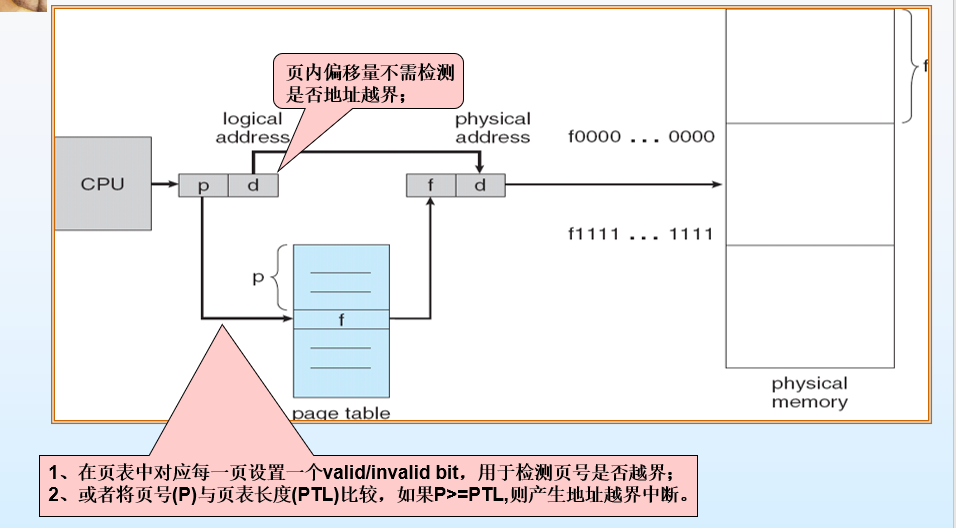 页内偏移量不需检测
是否地址越界；
logical
address
physical
address
CPU
p
d
f
d
f0000 ... 0000
f1111 ... 1111
f
p
f
page table
physical
memory
1、在页表中对应每一页设置一个valid/invalid bit，用于检测页号是否越界；
2、或者将页号(P)与页表长度(PTL)比较，如果P>=PTL,则产生地址越界中断。